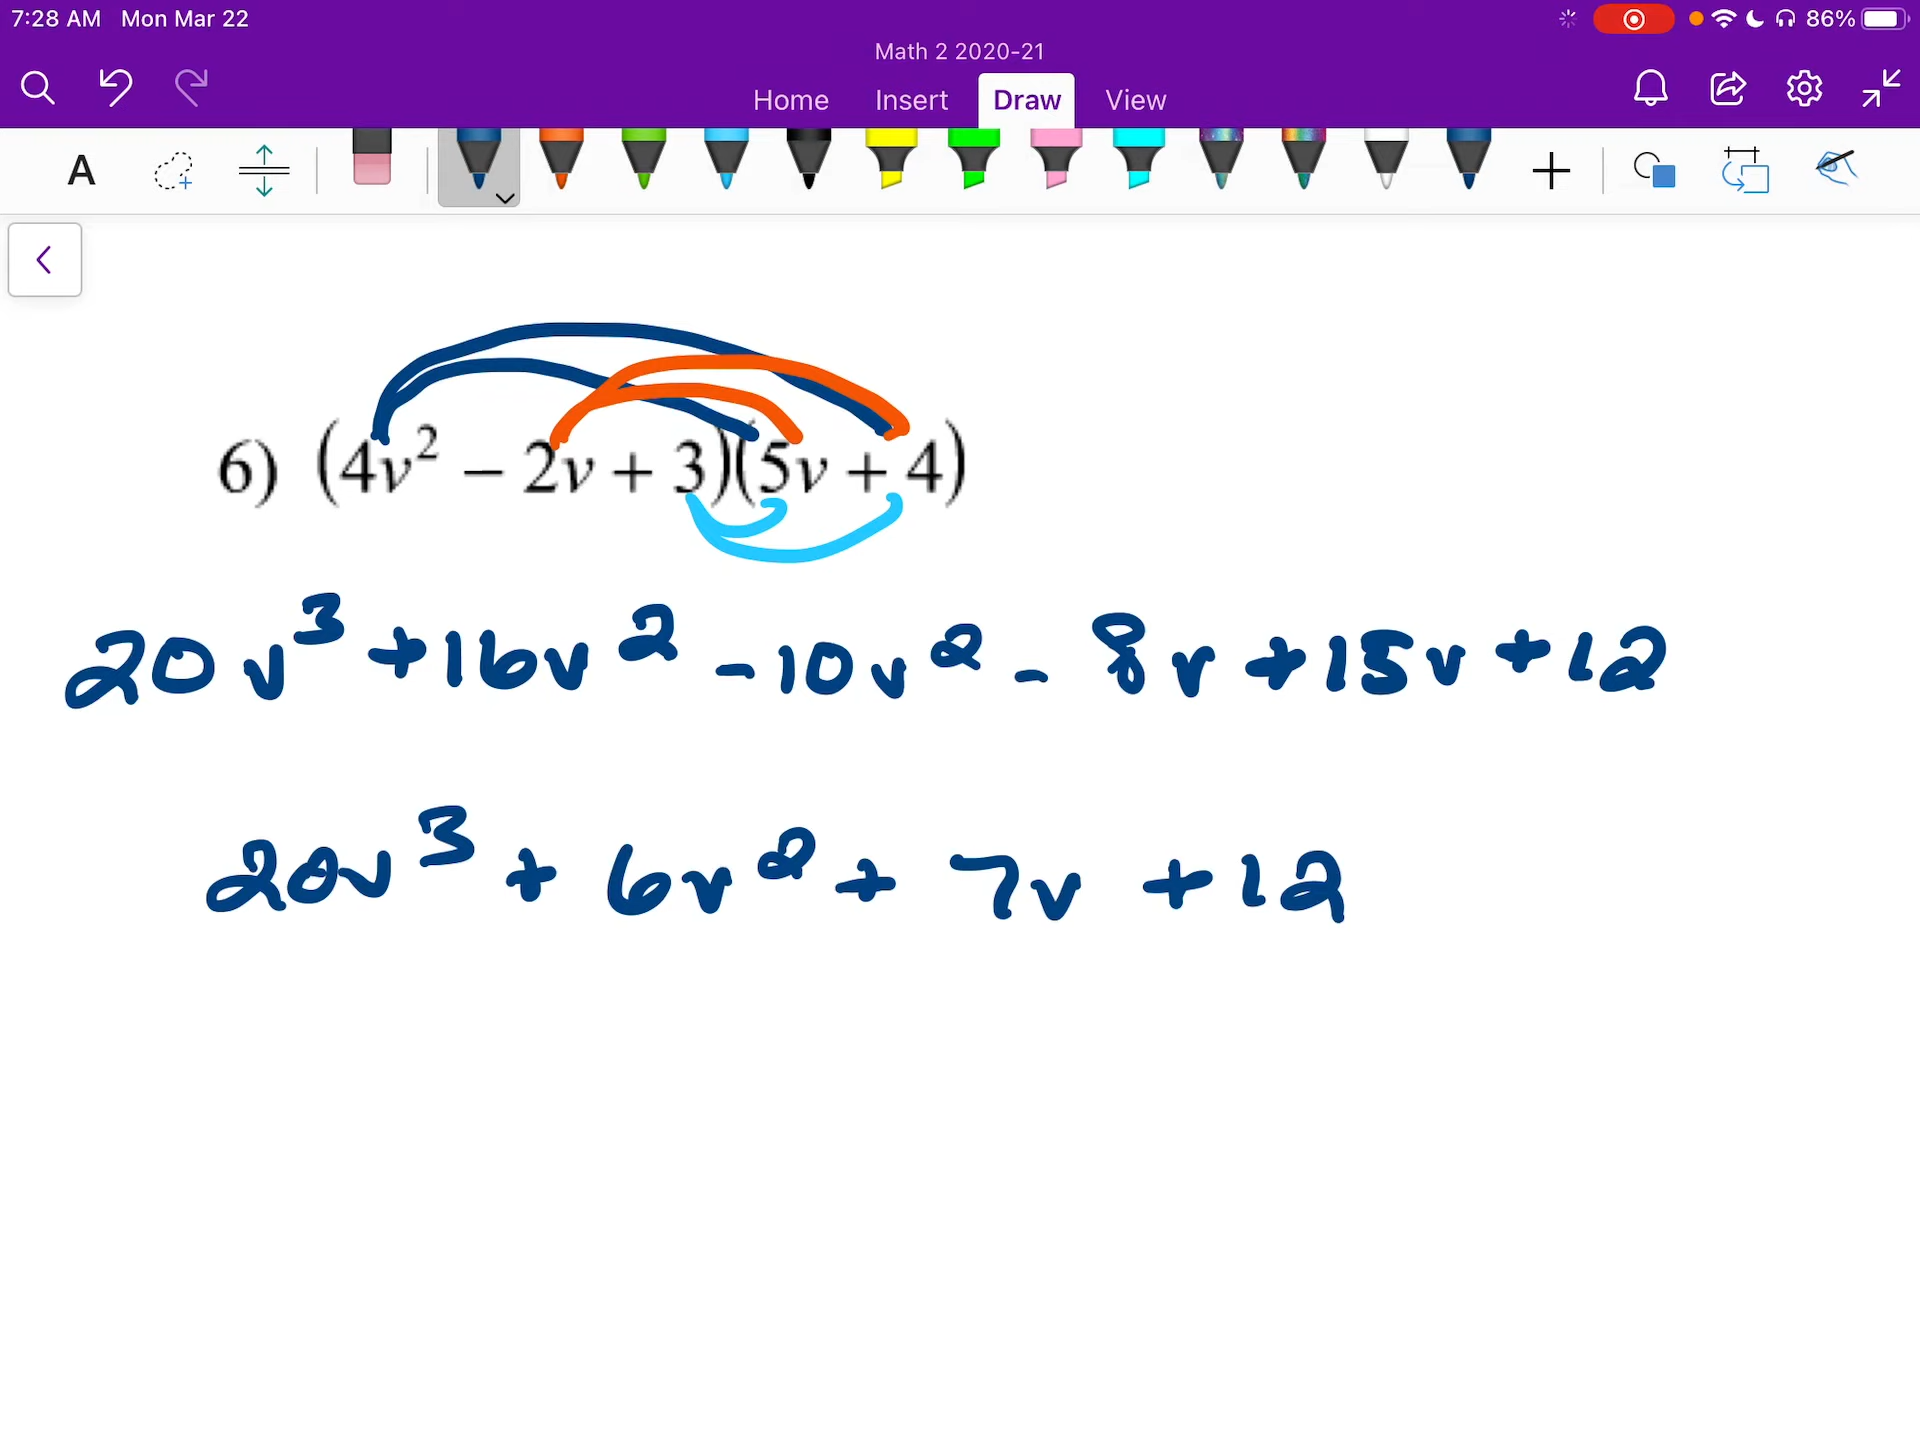 7:28 AM Mon Mar 22 86%
Math 2 2020-21
Home Insert Draw View
A
6) (4v² − 2v + 3)(5v + 4)
20v³ +16v² -10v² - 8v +15v +12
20v³ + 6v² + 7v +12